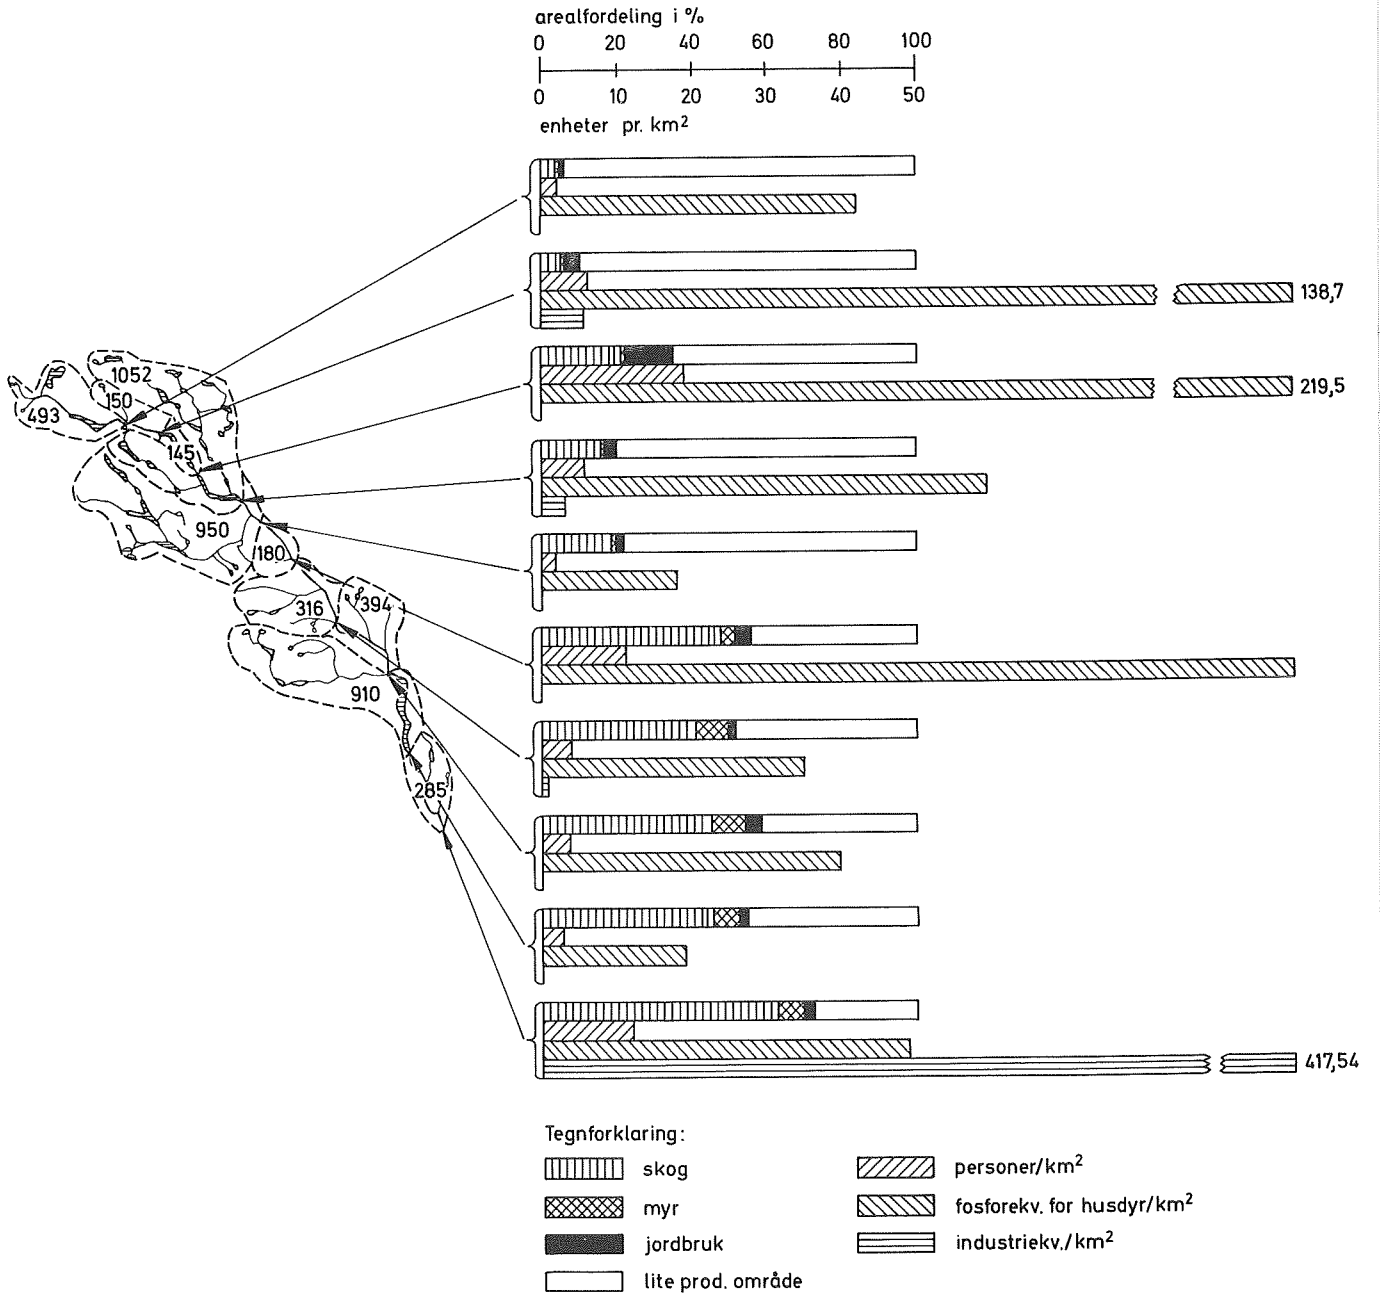 arealfordeling i %
0 20 40 60 80 100
0 10 20 30 40 50
enheter pr. km²
138,7
219,5
1052
150
493
145
950
180
316
394
910
285
417,54
Tegnforklaring:
skog
myr
jordbruk
lite prod. område
personer/km²
fosforekv. for husdyr/km²
industriekv./km²